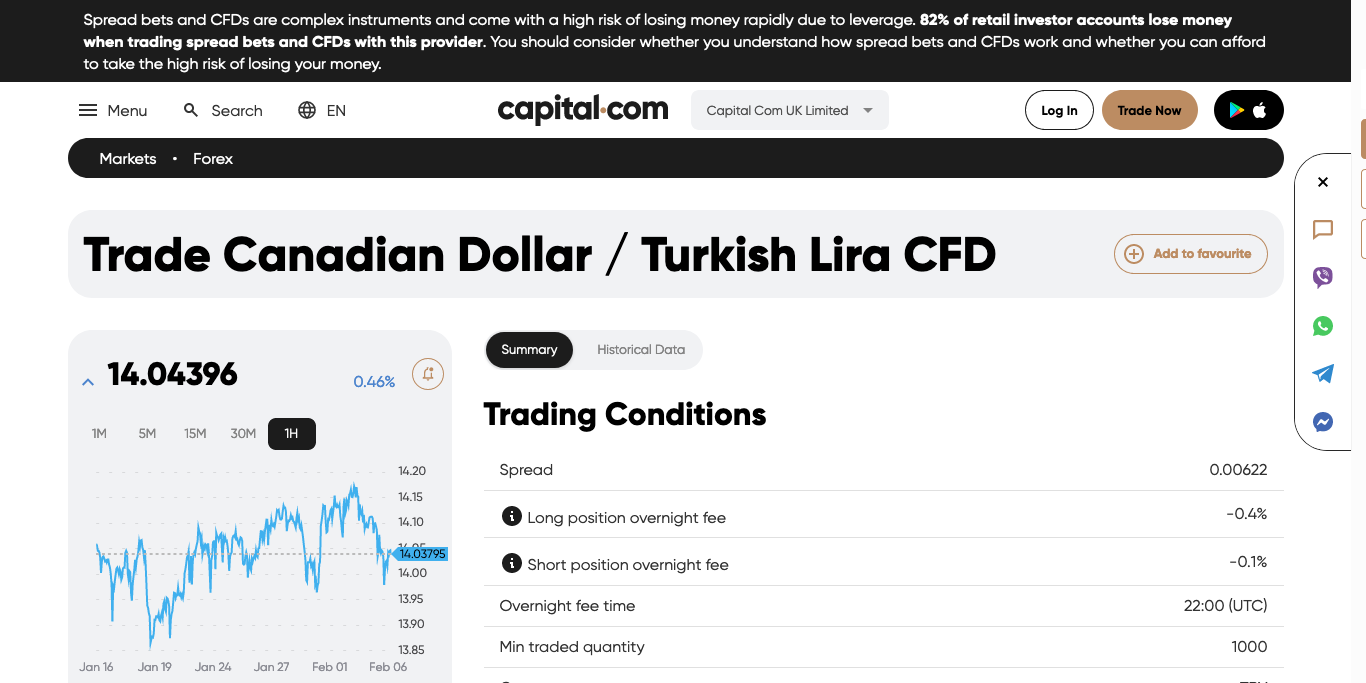 Spread bets and CFDs are complex instruments and come with a high risk of losing money rapidly due to leverage. 82% of retail investor accounts lose money
when trading spread bets and CFDs with this provider. You should consider whether you understand how spread bets and CFDs work and whether you can afford
to take the high risk of losing your money.
Menu
Search
EN
capital.com
Capital Com UK Limited
Log In
Trade Now
Markets • Forex
Trade Canadian Dollar / Turkish Lira CFD
Add to favourite
14.04396
0.46%
1M 5M 15M 30M 1H
14.20
14.15
14.10
14.03795
14.00
13.95
13.90
13.85
Jan 16 Jan 19 Jan 24 Jan 27 Feb 01 Feb 06
Summary Historical Data
Trading Conditions
Spread 0.00622
Long position overnight fee -0.4%
Short position overnight fee -0.1%
Overnight fee time 22:00 (UTC)
Min traded quantity 1000